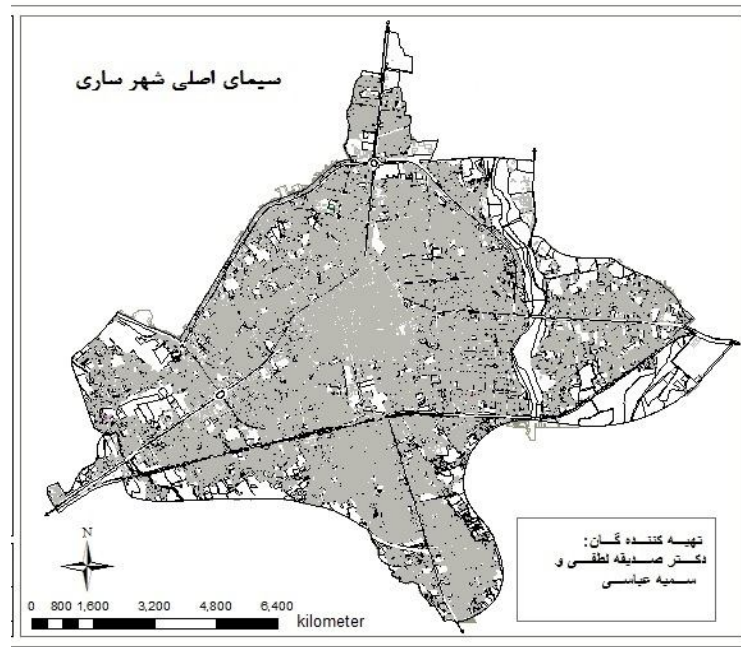 سیمای اصلی شهر ساری
تهیه کننده گان:
دکتر صدیقه لطفی و
سمیه عباسی
N
0 800 1,600 3,200 4,800 6,400
kilometer